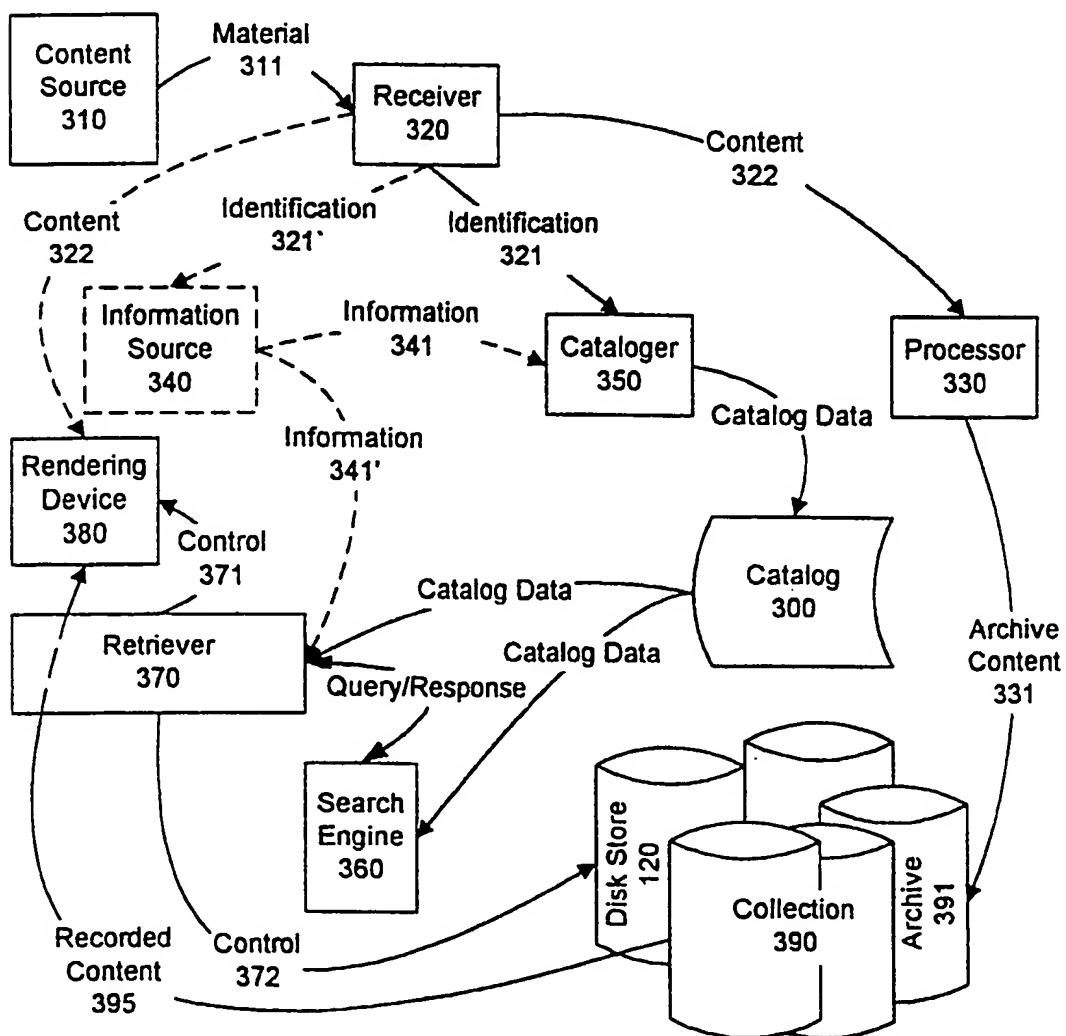 Content
Source
310
Material
311
Receiver
320
Content
322
Content
322
Identification
321'
Identification
321
Information
Source
340
Information
341
Cataloger
350
Processor
330
Catalog Data
Information
341'
Rendering
Device
380
Control
371
Catalog
300
Catalog Data
Retriever
370
Catalog Data
Query/Response
Archive
Content
331
Search
Engine
360
Disk Store
120
Collection
390
Archive
391
Recorded
Content
395
Control
372